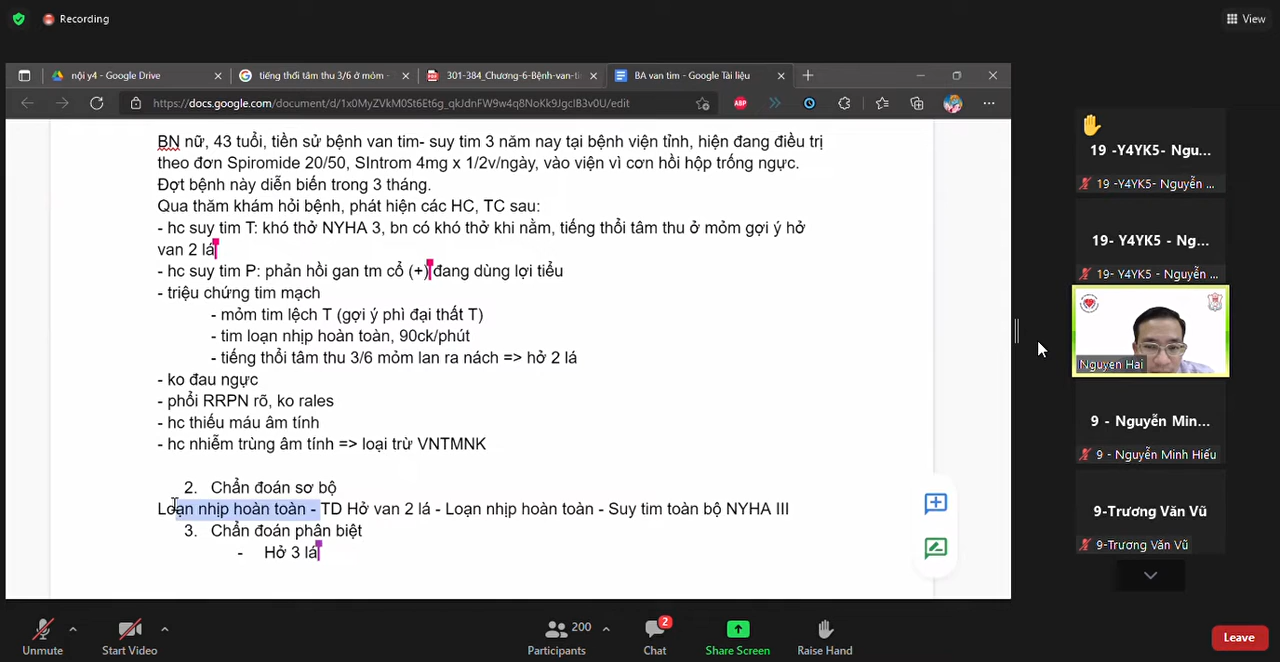 Recording
View
nội y4 - Google Drive
tiếng thổi tâm thu 3/6 ở mỏm -
301-384_Chương-6-Bệnh-van-ti
BA van tim - Google Tài liệu
https://docs.google.com/document/d/1x0MyZVkM0St6Et6g_qkJdnFW9w4q8NoKk9JgclB3v0U/edit
ABP
BN nữ, 43 tuổi, tiền sử bệnh van tim- suy tim 3 năm nay tại bệnh viện tỉnh, hiện đang điều trị
theo đơn Spiromide 20/50, SIntrom 4mg x 1/2v/ngày, vào viện vì cơn hồi hộp trống ngực.
Đợt bệnh này diễn biến trong 3 tháng.
Qua thăm khám hỏi bệnh, phát hiện các HC, TC sau:
- hc suy tim T: khó thở NYHA 3, bn có khó thở khi nằm, tiếng thổi tâm thu ở mỏm gợi ý hở
van 2 lá
- hc suy tim P: phản hồi gan tm cổ (+) đang dùng lợi tiểu
- triệu chứng tim mạch
- mỏm tim lệch T (gợi ý phì đại thất T)
- tim loạn nhịp hoàn toàn, 90ck/phút
- tiếng thổi tâm thu 3/6 mỏm lan ra nách => hở 2 lá
- ko đau ngực
- phổi RRPN rõ, ko rales
- hc thiếu máu âm tính
- hc nhiễm trùng âm tính => loại trừ VNTMNK
2. Chẩn đoán sơ bộ
Loạn nhịp hoàn toàn - TD Hở van 2 lá - Loạn nhịp hoàn toàn - Suy tim toàn bộ NYHA III
3. Chẩn đoán phân biệt
- Hở 3 lá
19 -Y4YK5- Ngu...
19 -Y4YK5- Nguyễn ...
19- Y4YK5 - Ng...
19- Y4YK5 - Nguyễn ...
Nguyen Hai
9 - Nguyễn Min...
9 - Nguyễn Minh Hiếu
9-Trương Văn Vũ
9-Trương Văn Vũ
Unmute
Start Video
200
Participants
2
Chat
Share Screen
Raise Hand
Leave